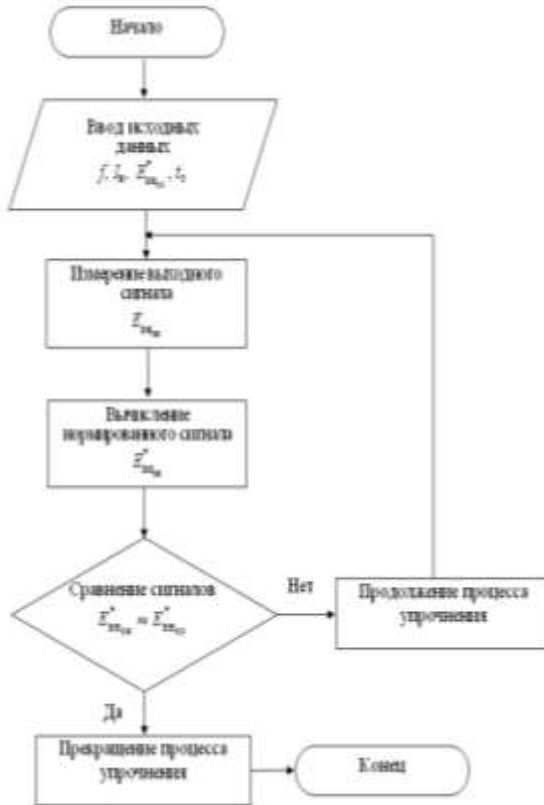 Начало
Ввод исходных
данных
Измерение выходного
сигнала
Вычисление
нормированного сигнала
Сравнение сигналов
Нет
Продолжение процесса
упрочнения
Да
Прекращение процесса
упрочнения
Конец